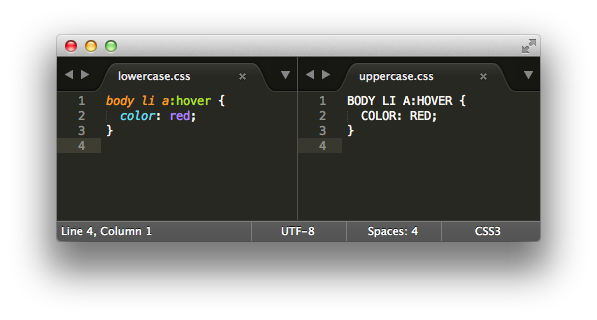 lowercase.css
1 body li a:hover {
2 color: red;
3 }
4
uppercase.css
1 BODY LI A:HOVER {
2 COLOR: RED;
3 }
4
Line 4, Column 1 UTF-8 Spaces: 4 CSS3